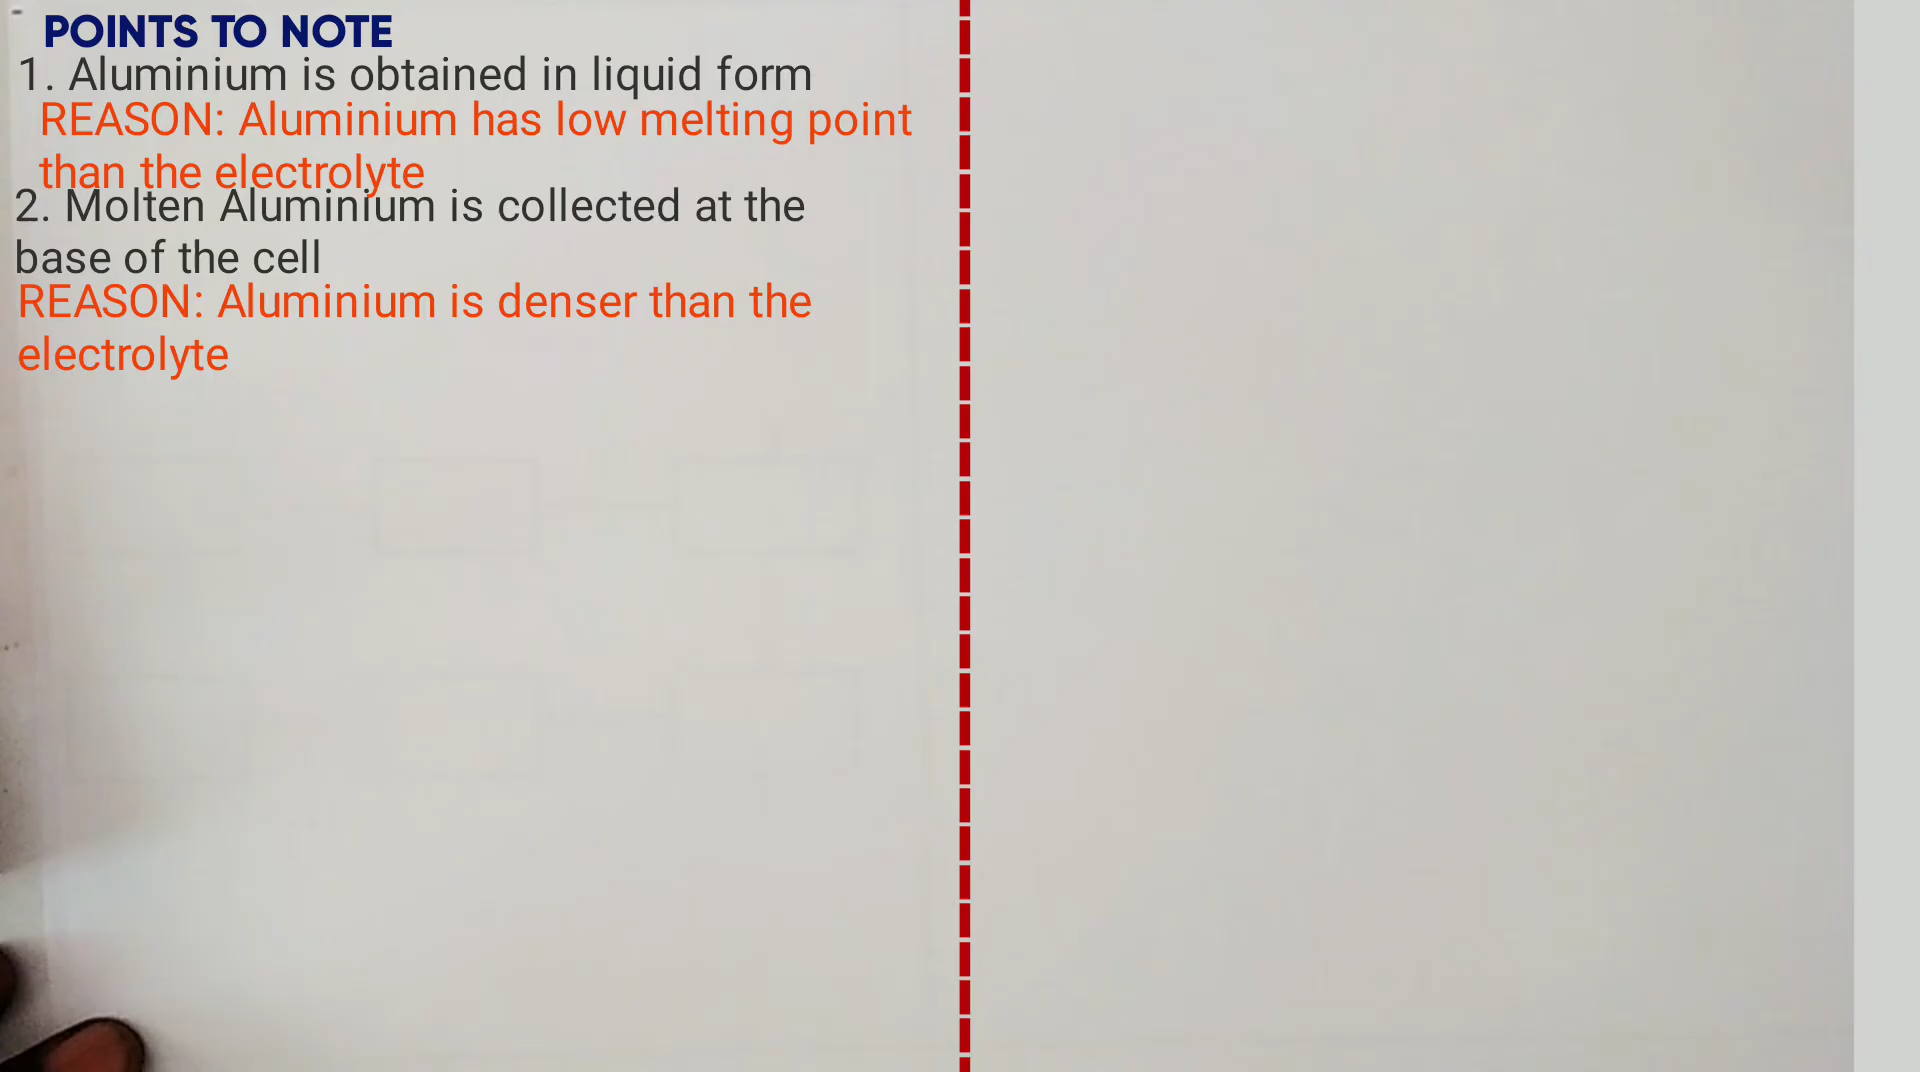 POINTS TO NOTE
1. Aluminium is obtained in liquid form
REASON: Aluminium has low melting point
than the electrolyte
2. Molten Aluminium is collected at the
base of the cell
REASON: Aluminium is denser than the
electrolyte